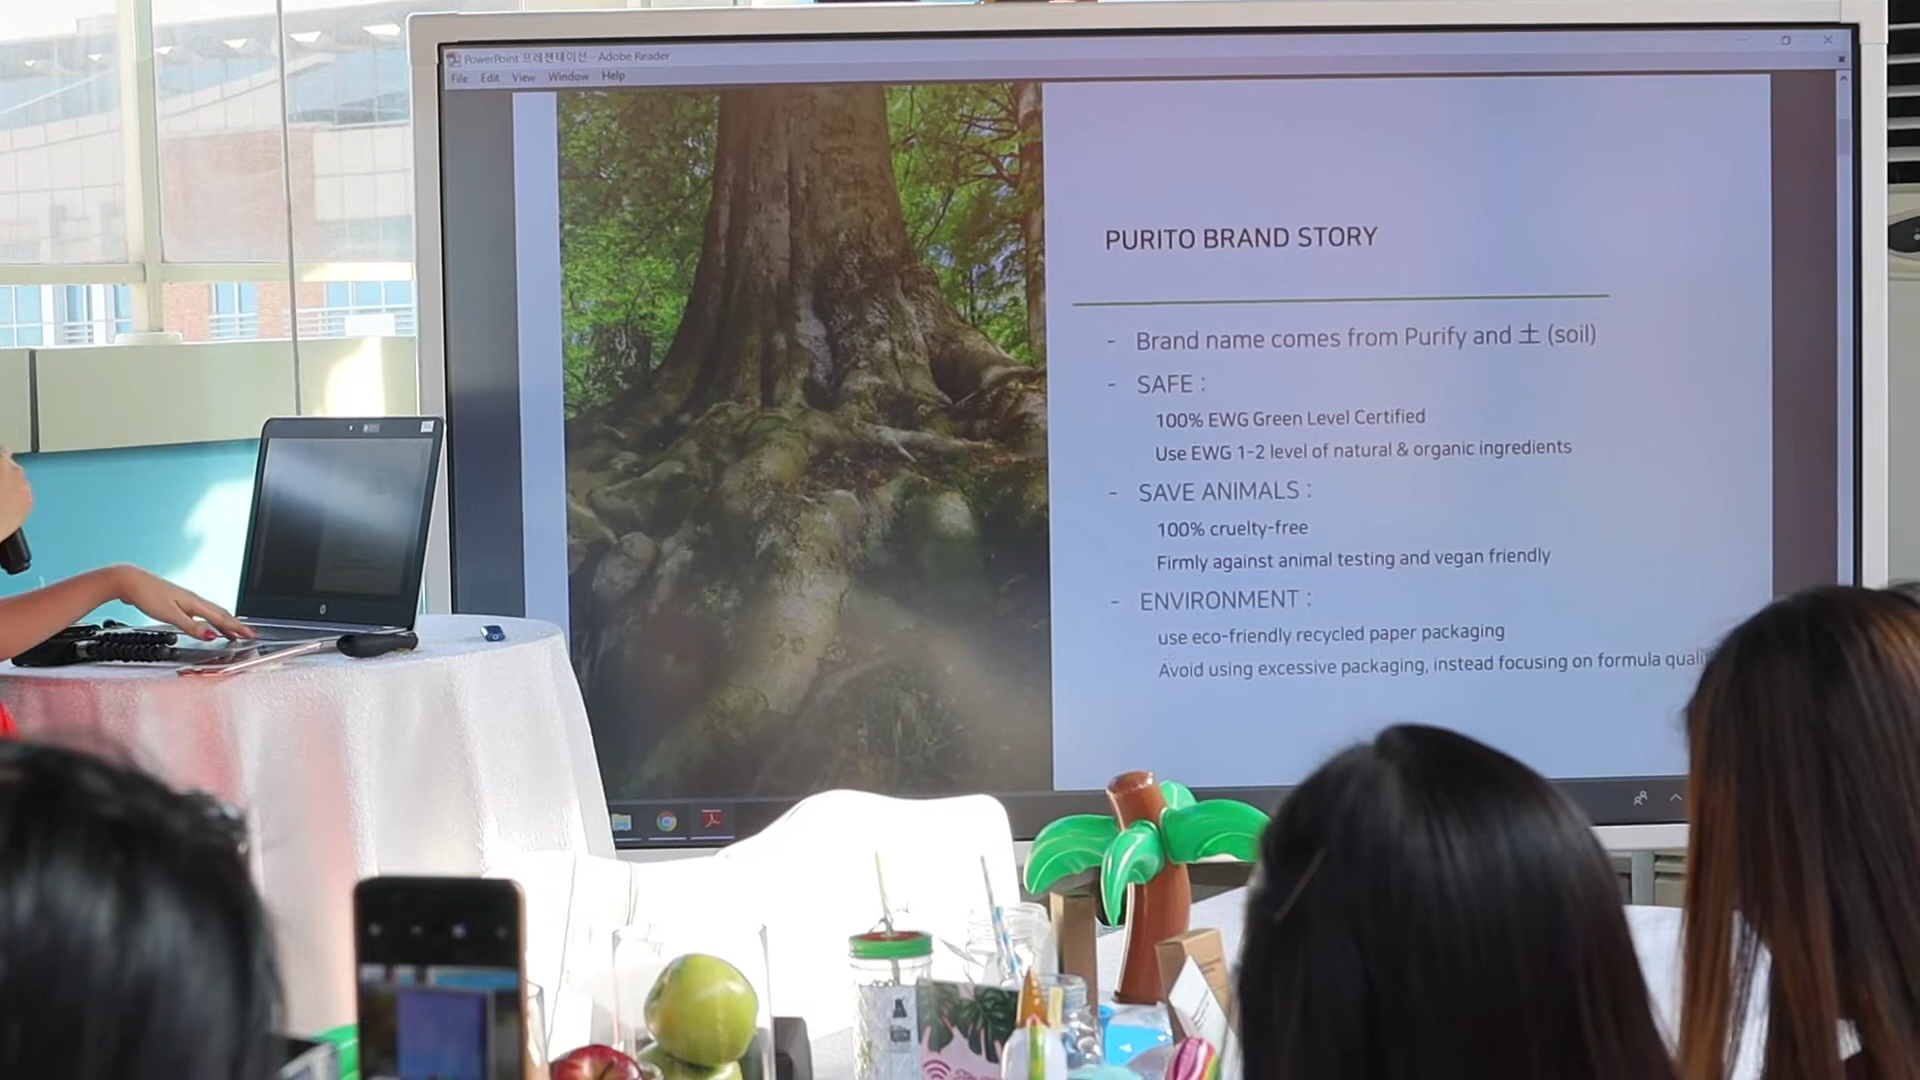 PowerPoint 프레젠테이션 - Adobe Reader
File Edit View Window Help
PURITO BRAND STORY
- Brand name comes from Purify and 土 (soil)
- SAFE :
100% EWG Green Level Certified
Use EWG 1-2 level of natural & organic ingredients
- SAVE ANIMALS :
100% cruelty-free
Firmly against animal testing and vegan friendly
- ENVIRONMENT :
use eco-friendly recycled paper packaging
Avoid using excessive packaging, instead focusing on formula quali